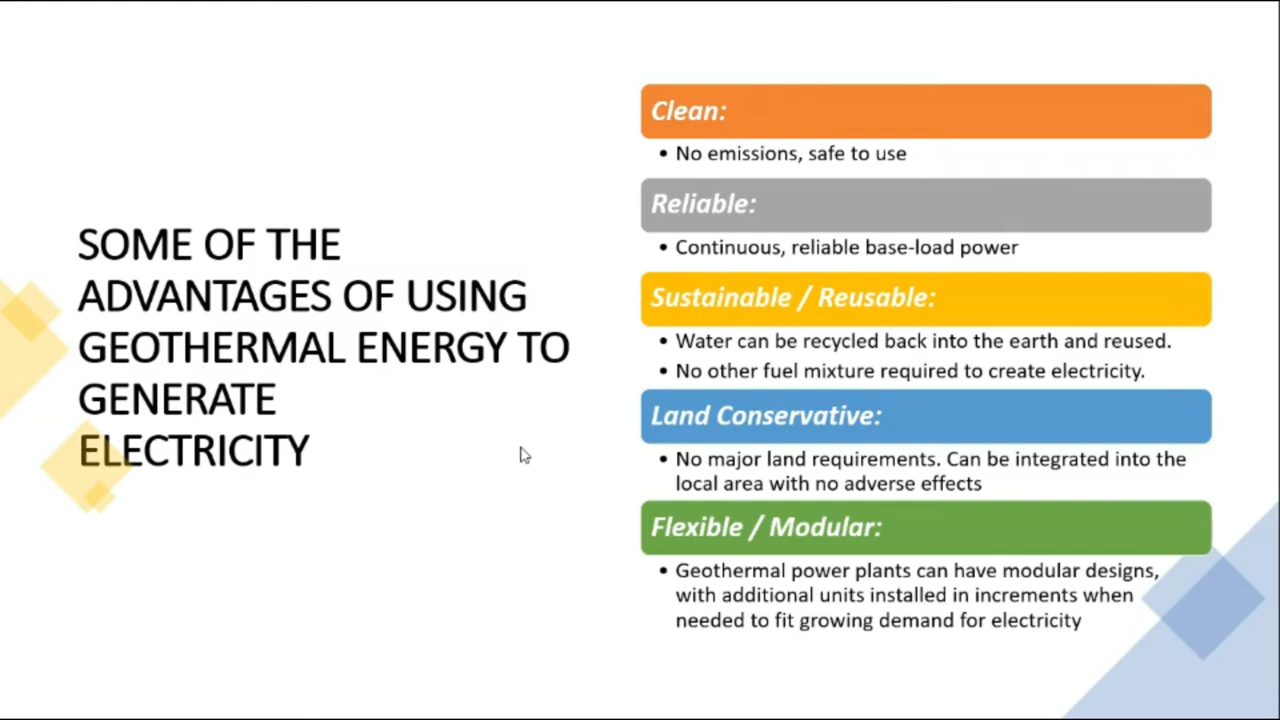 SOME OF THE
ADVANTAGES OF USING
GEOTHERMAL ENERGY TO
GENERATE
ELECTRICITY
Clean:
• No emissions, safe to use
Reliable:
• Continuous, reliable base-load power
Sustainable / Reusable:
• Water can be recycled back into the earth and reused.
• No other fuel mixture required to create electricity.
Land Conservative:
• No major land requirements. Can be integrated into the
local area with no adverse effects
Flexible / Modular:
• Geothermal power plants can have modular designs,
with additional units installed in increments when
needed to fit growing demand for electricity